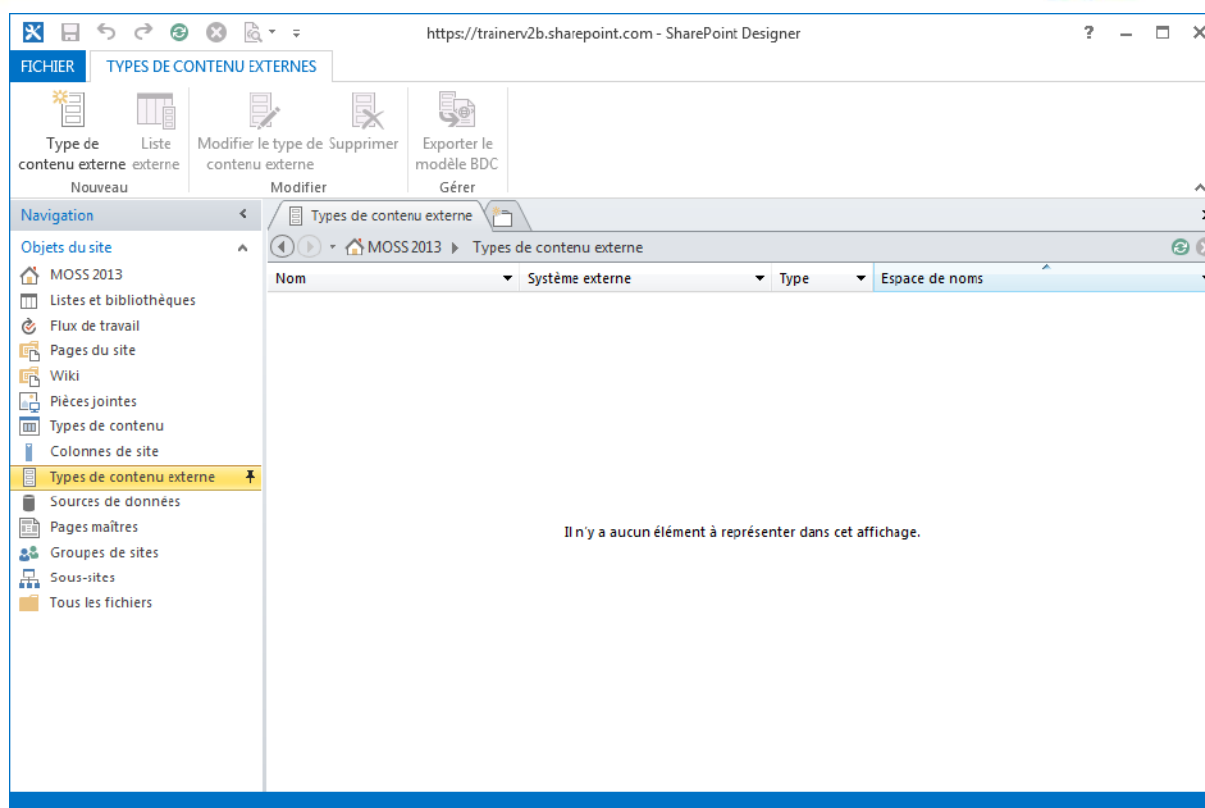 https://trainerv2b.sharepoint.com - SharePoint Designer
?
FICHIER TYPES DE CONTENU EXTERNES
Type de contenu externe
Liste externe
Modifier le type de contenu externe
Supprimer
Exporter le modèle BDC
Nouveau Modifier Gérer
Navigation
Types de contenu externe
Objets du site
MOSS 2013 Types de contenu externe
Nom Système externe Type Espace de noms
MOSS 2013
Listes et bibliothèques
Flux de travail
Pages du site
Wiki
Pièces jointes
Types de contenu
Colonnes de site
Types de contenu externe
Sources de données
Il n'y a aucun élément à représenter dans cet affichage.
Pages maîtres
Groupes de sites
Sous-sites
Tous les fichiers